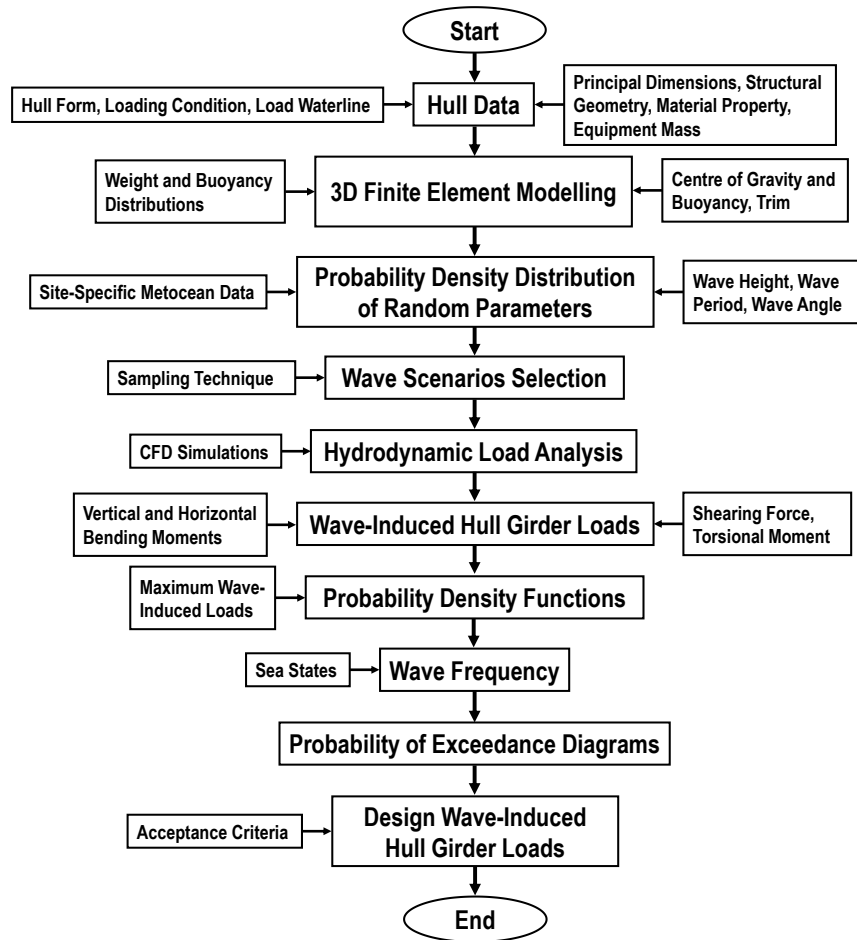 Start
Hull Form, Loading Condition, Load Waterline
Hull Data
Principal Dimensions, Structural
Geometry, Material Property,
Equipment Mass
Weight and Buoyancy
Distributions
3D Finite Element Modelling
Centre of Gravity and
Buoyancy, Trim
Site-Specific Metocean Data
Probability Density Distribution
of Random Parameters
Wave Height, Wave
Period, Wave Angle
Sampling Technique
Wave Scenarios Selection
CFD Simulations
Hydrodynamic Load Analysis
Vertical and Horizontal
Bending Moments
Wave-Induced Hull Girder Loads
Shearing Force,
Torsional Moment
Maximum Wave-
Induced Loads
Probability Density Functions
Sea States
Wave Frequency
Probability of Exceedance Diagrams
Acceptance Criteria
Design Wave-Induced
Hull Girder Loads
End